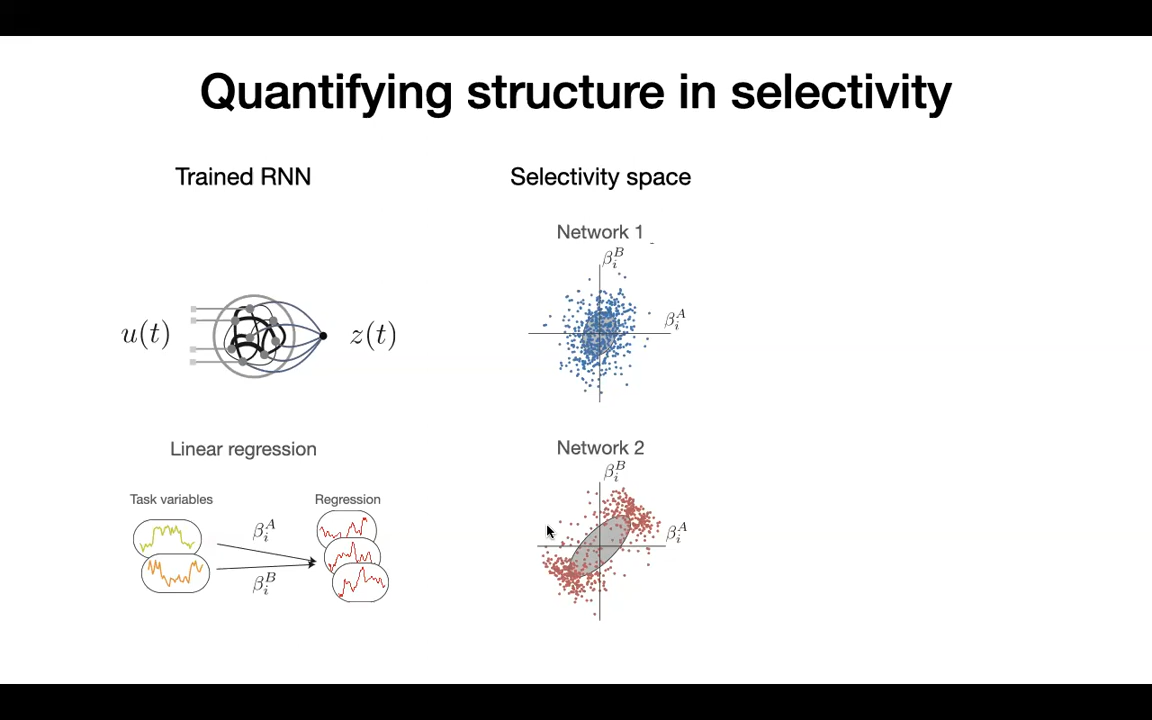 Quantifying structure in selectivity
Trained RNN
u(t)
z(t)
Linear regression
Task variables
Regression
β_i^A
β_i^B
Selectivity space
Network 1
β_i^B
β_i^A
Network 2
β_i^B
β_i^A